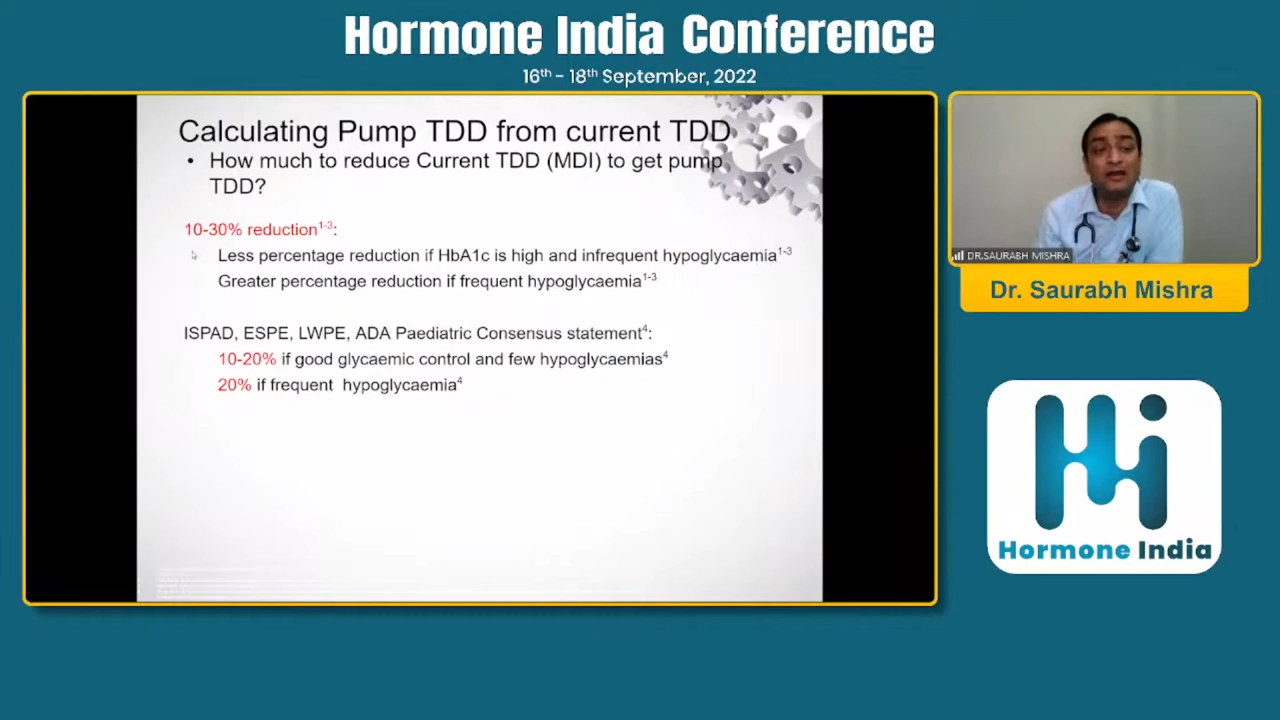 Hormone India Conference
16th - 18th September, 2022
Calculating Pump TDD from current TDD
• How much to reduce Current TDD (MDI) to get pump
TDD?
10-30% reduction1-3:
Less percentage reduction if HbA1c is high and infrequent hypoglycaemia1-3
Greater percentage reduction if frequent hypoglycaemia1-3
ISPAD, ESPE, LWPE, ADA Paediatric Consensus statement4:
10-20% if good glycaemic control and few hypoglycaemias4
20% if frequent hypoglycaemia4
DR.SAURABH MISHRA
Dr. Saurabh Mishra
Hi
Hormone India